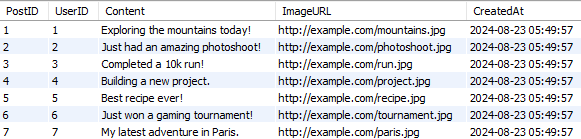 PostID UserID Content ImageURL CreatedAt
1 1 Exploring the mountains today! http://example.com/mountains.jpg 2024-08-23 05:49:57
2 2 Just had an amazing photoshoot! http://example.com/photoshoot.jpg 2024-08-23 05:49:57
3 3 Completed a 10k run! http://example.com/run.jpg 2024-08-23 05:49:57
4 4 Building a new project. http://example.com/project.jpg 2024-08-23 05:49:57
5 5 Best recipe ever! http://example.com/recipe.jpg 2024-08-23 05:49:57
6 6 Just won a gaming tournament! http://example.com/tournament.jpg 2024-08-23 05:49:57
7 7 My latest adventure in Paris. http://example.com/paris.jpg 2024-08-23 05:49:57